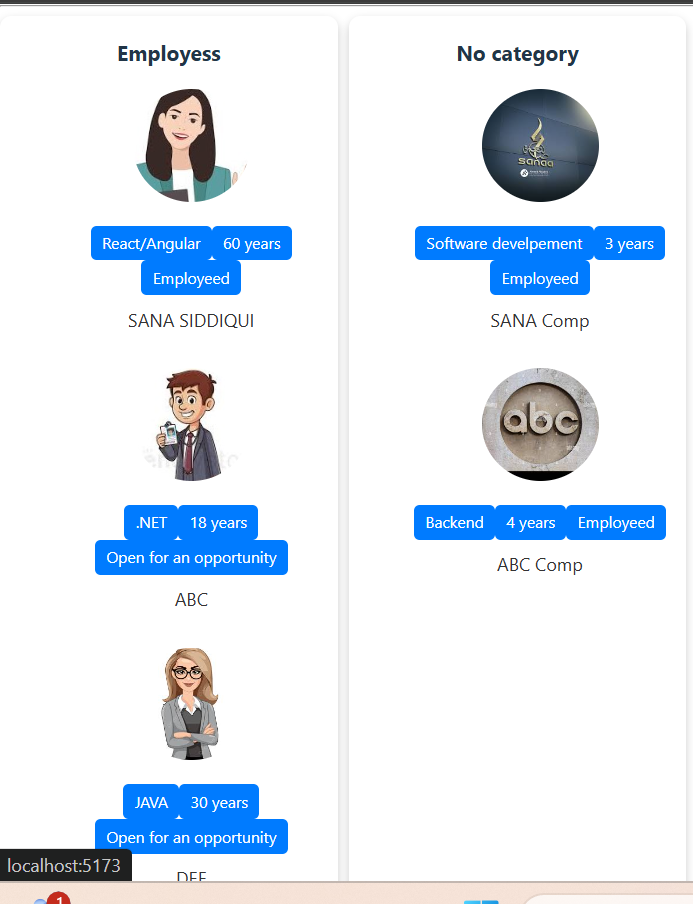 Employess
React/Angular 60 years
Employeed
SANA SIDDIQUI
.NET 18 years
Open for an opportunity
ABC
JAVA 30 years
Open for an opportunity
No category
sanaa
Software develpement 3 years
Employeed
SANA Comp
abc
Backend 4 years Employeed
ABC Comp
localhost:5173
1